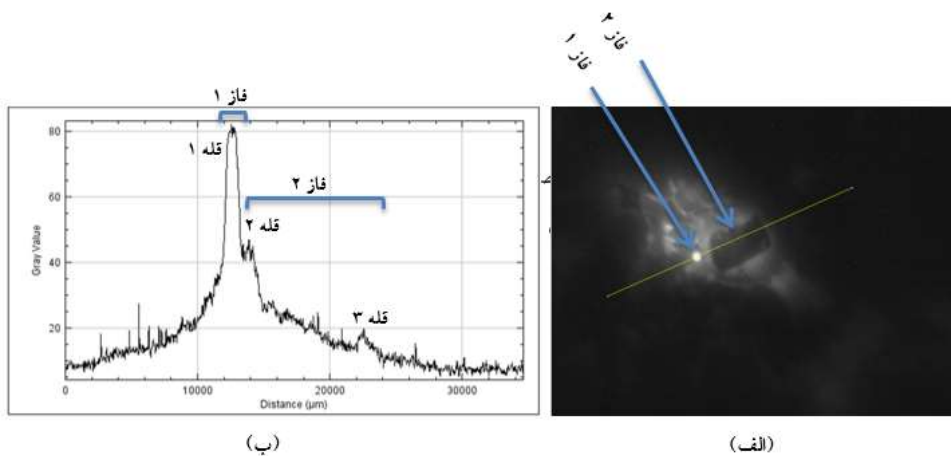 فاز ۲
فاز ۱
فاز ۱
قله ۱
فاز ۲
قله ۲
قله ۳
80
60
40
20
Gray Value
0
10000
20000
30000
Distance (µm)
(الف)
(ب)